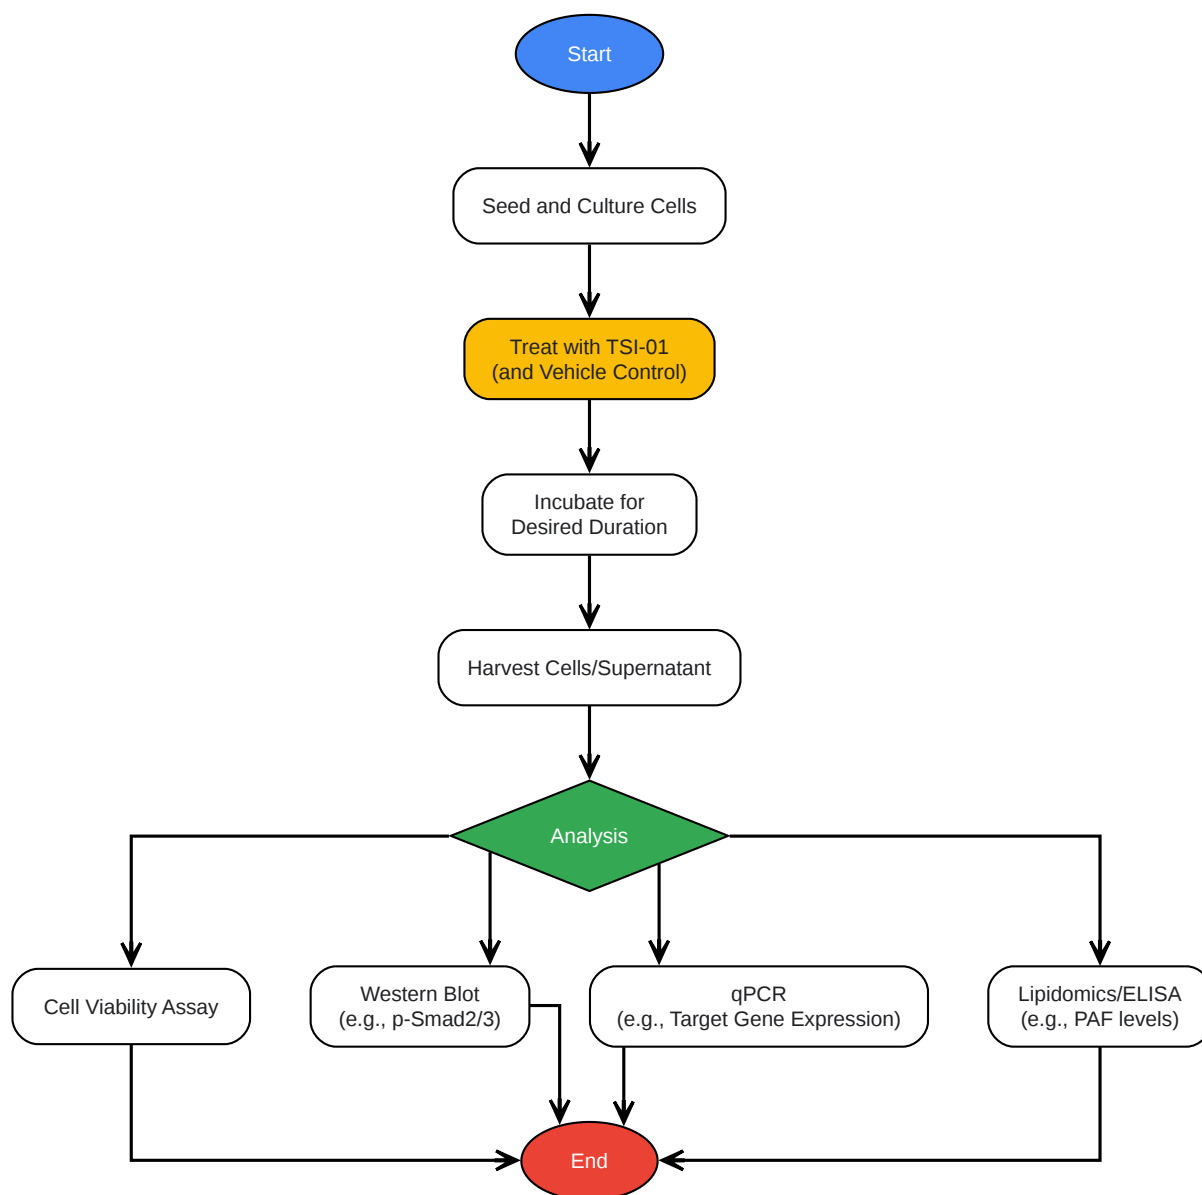 Start
Seed and Culture Cells
Treat with TSI-01
(and Vehicle Control)
Incubate for
Desired Duration
Harvest Cells/Supernatant
Analysis
Cell Viability Assay
Western Blot
(e.g., p-Smad2/3)
qPCR
(e.g., Target Gene Expression)
Lipidomics/ELISA
(e.g., PAF levels)
End